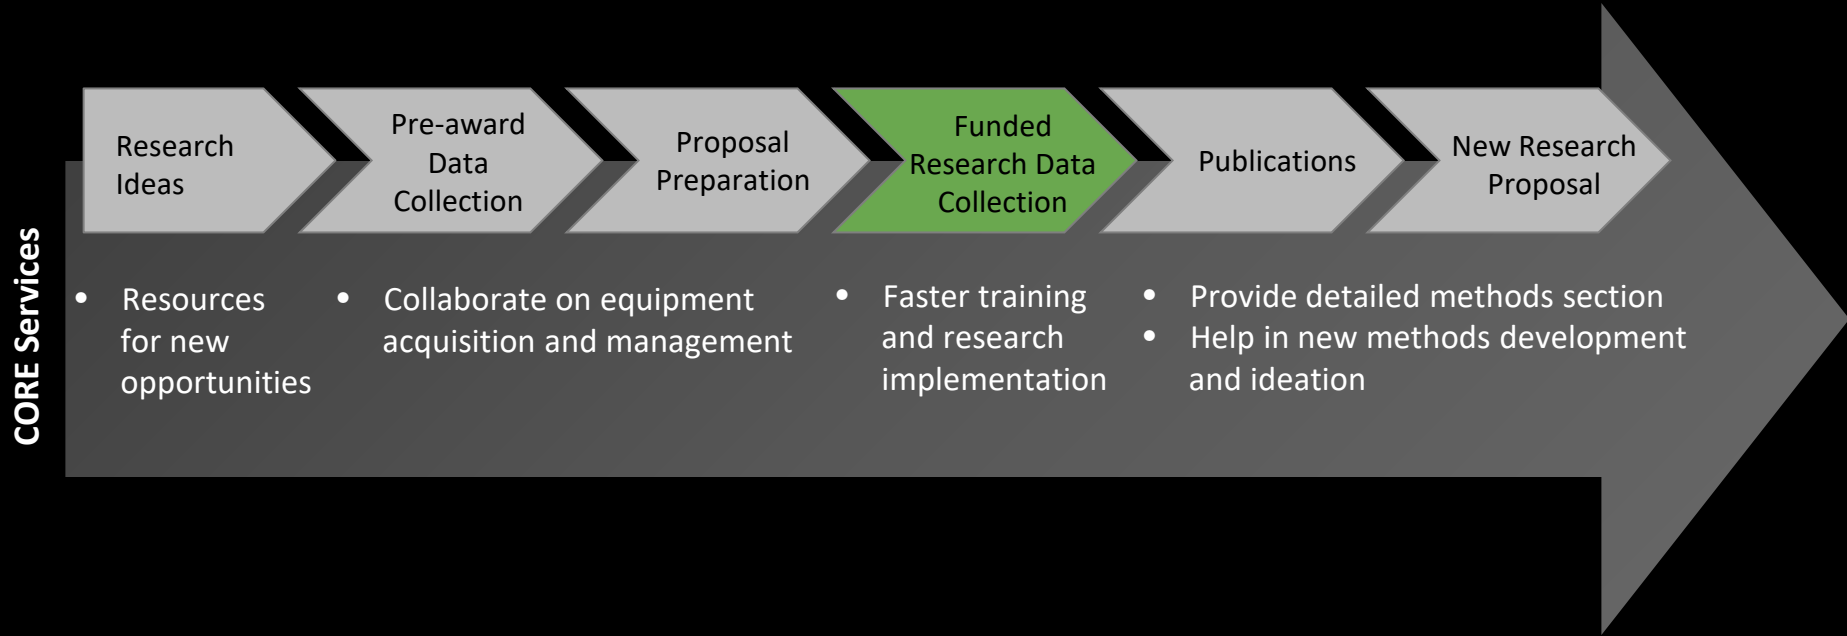 Research
Ideas
Pre-award
Data
Collection
Proposal
Preparation
Funded
Research Data
Collection
Publications
New Research
Proposal
CORE Services
• Resources
for new
opportunities
• Collaborate on equipment
acquisition and management
• Faster training
and research
implementation
• Provide detailed methods section
• Help in new methods development
and ideation